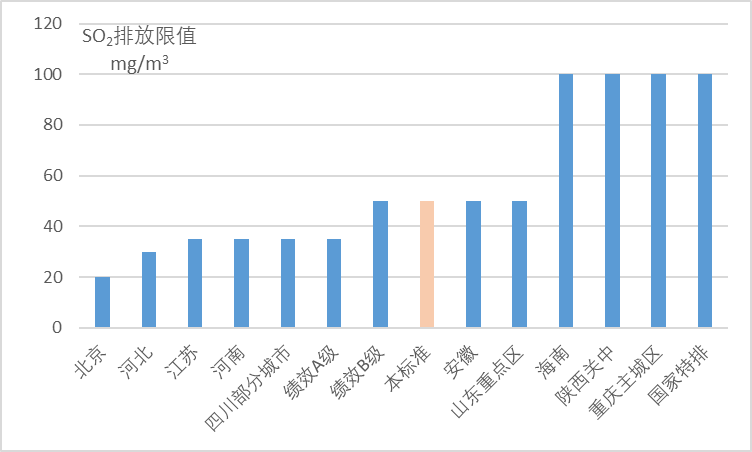 SO₂排放限值
mg/m³
120
100
80
60
40
20
0
北京
河北
江苏
河南
四川部分城市
绩效A级
绩效B级
本标准
安徽
山东重点区
海南
陕西关中
重庆主城区
国家特排